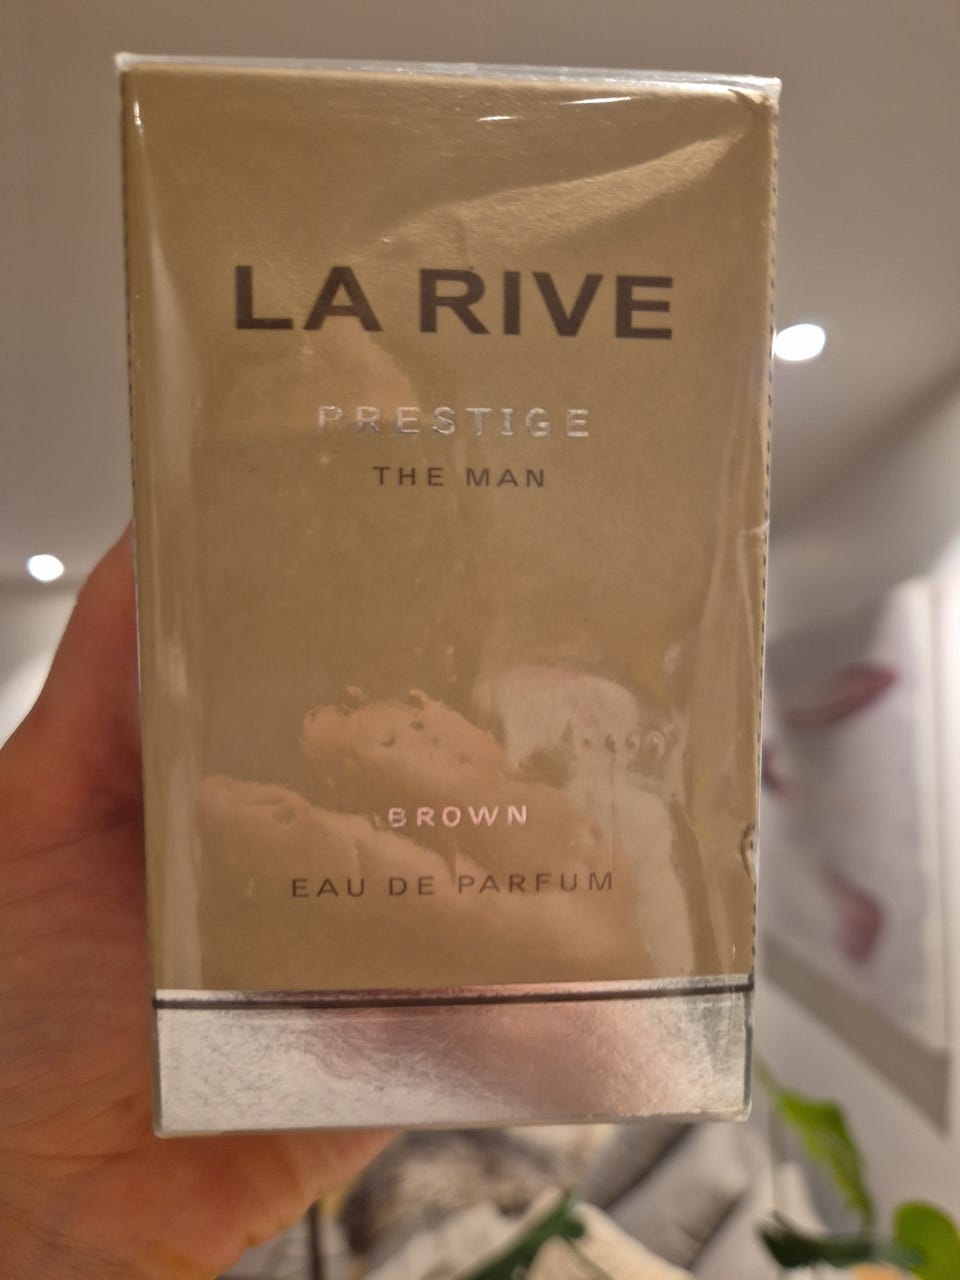 LA RIVE
PRESTIGE
THE MAN
BROWN
EAU DE PARFUM